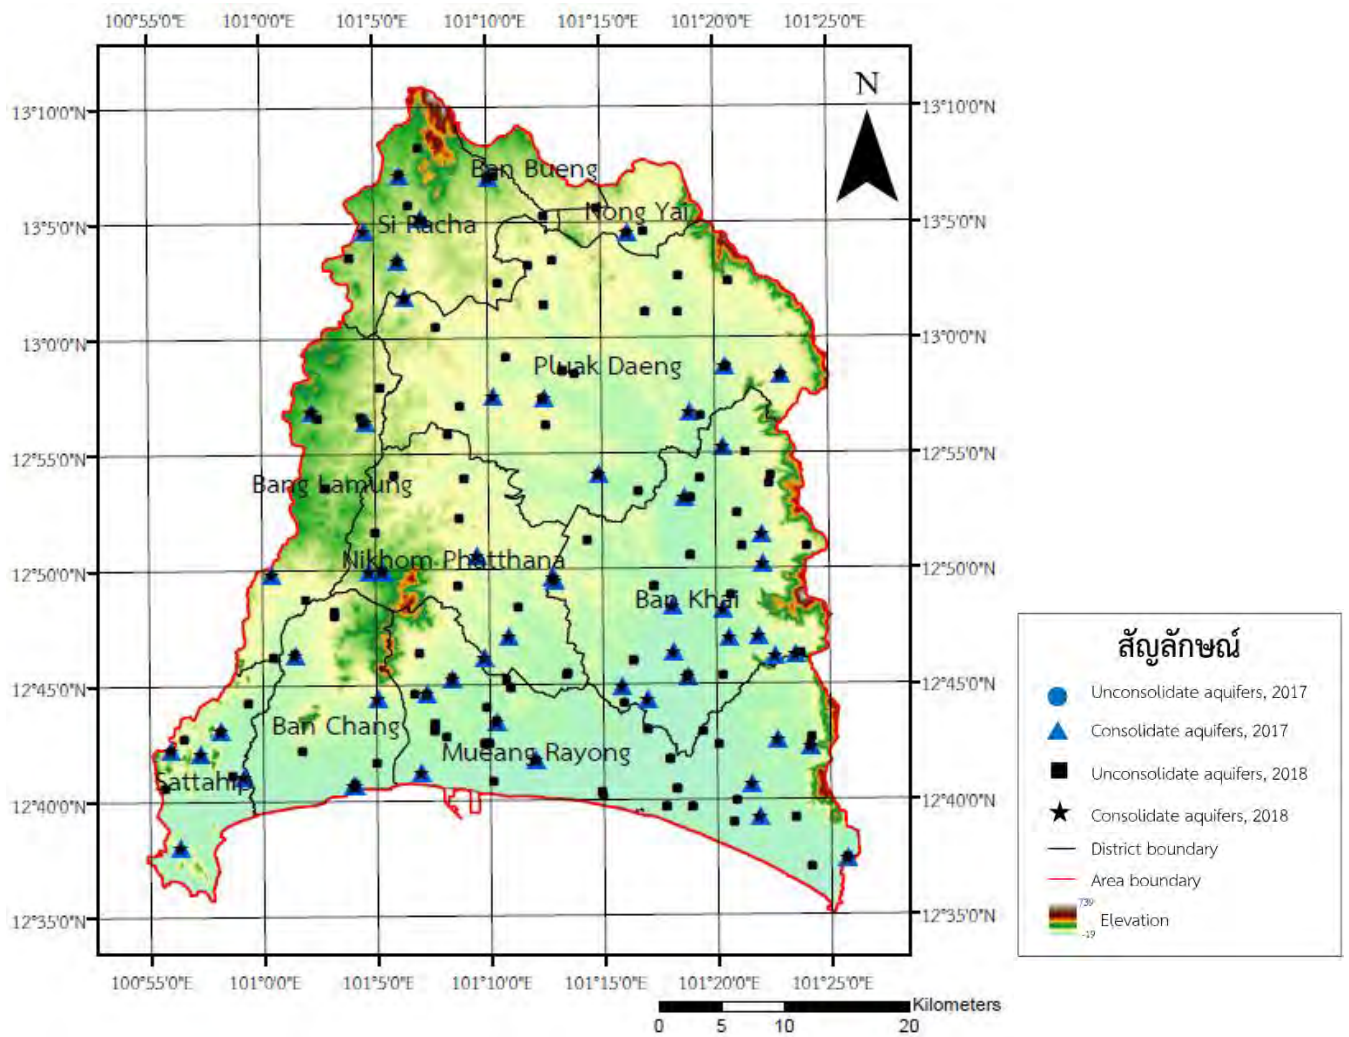 100°55'0"E 101°0'0"E 101°5'0"E 101°10'0"E 101°15'0"E 101°20'0"E 101°25'0"E
N
13°10'0"N 13°10'0"N
Ban Bueng
Nong Yai
13°5'0"N Si Racha 13°5'0"N
13°0'0"N 13°0'0"N
Pluak Daeng
12°55'0"N 12°55'0"N
Bang Lamung
Nikhom Phatthana
12°50'0"N 12°50'0"N
Ban Khai
12°45'0"N 12°45'0"N
Ban Chang
Mueang Rayong
Sattahip
12°40'0"N 12°40'0"N
12°35'0"N 12°35'0"N
100°55'0"E 101°0'0"E 101°5'0"E 101°10'0"E 101°15'0"E 101°20'0"E 101°25'0"E
Kilometers
0 5 10 20
สัญลักษณ์
Unconsolidate aquifers, 2017
Consolidate aquifers, 2017
Unconsolidate aquifers, 2018
Consolidate aquifers, 2018
District boundary
Area boundary
739
Elevation
-19